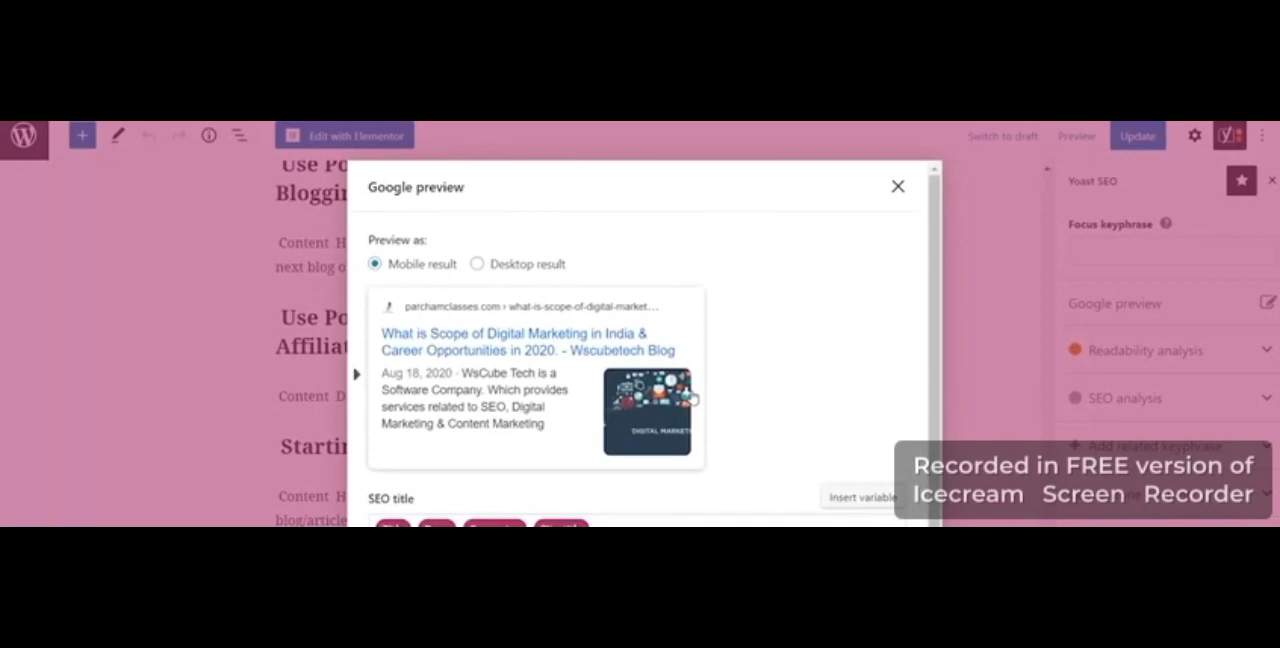 Edit with Elementor
Switch to draft
Preview
Update
Use Po
Bloggin
Content H
next blog o
Use Po
Affilia
Content D
Startin
Content H
blog/article
Google preview
Preview as:
Mobile result
Desktop result
parchamclasses.com › what-is-scope-of-digital-market...
What is Scope of Digital Marketing in India &
Career Opportunities in 2020. - Wscubetech Blog
Aug 18, 2020 · WsCube Tech is a
Software Company. Which provides
services related to SEO, Digital
Marketing & Content Marketing
DIGITAL MARKET
SEO title
Insert variable
Yoast SEO
Focus keyphrase
Google preview
Readability analysis
SEO analysis
Add related keyphrase
Recorded in FREE version of
Icecream Screen Recorder